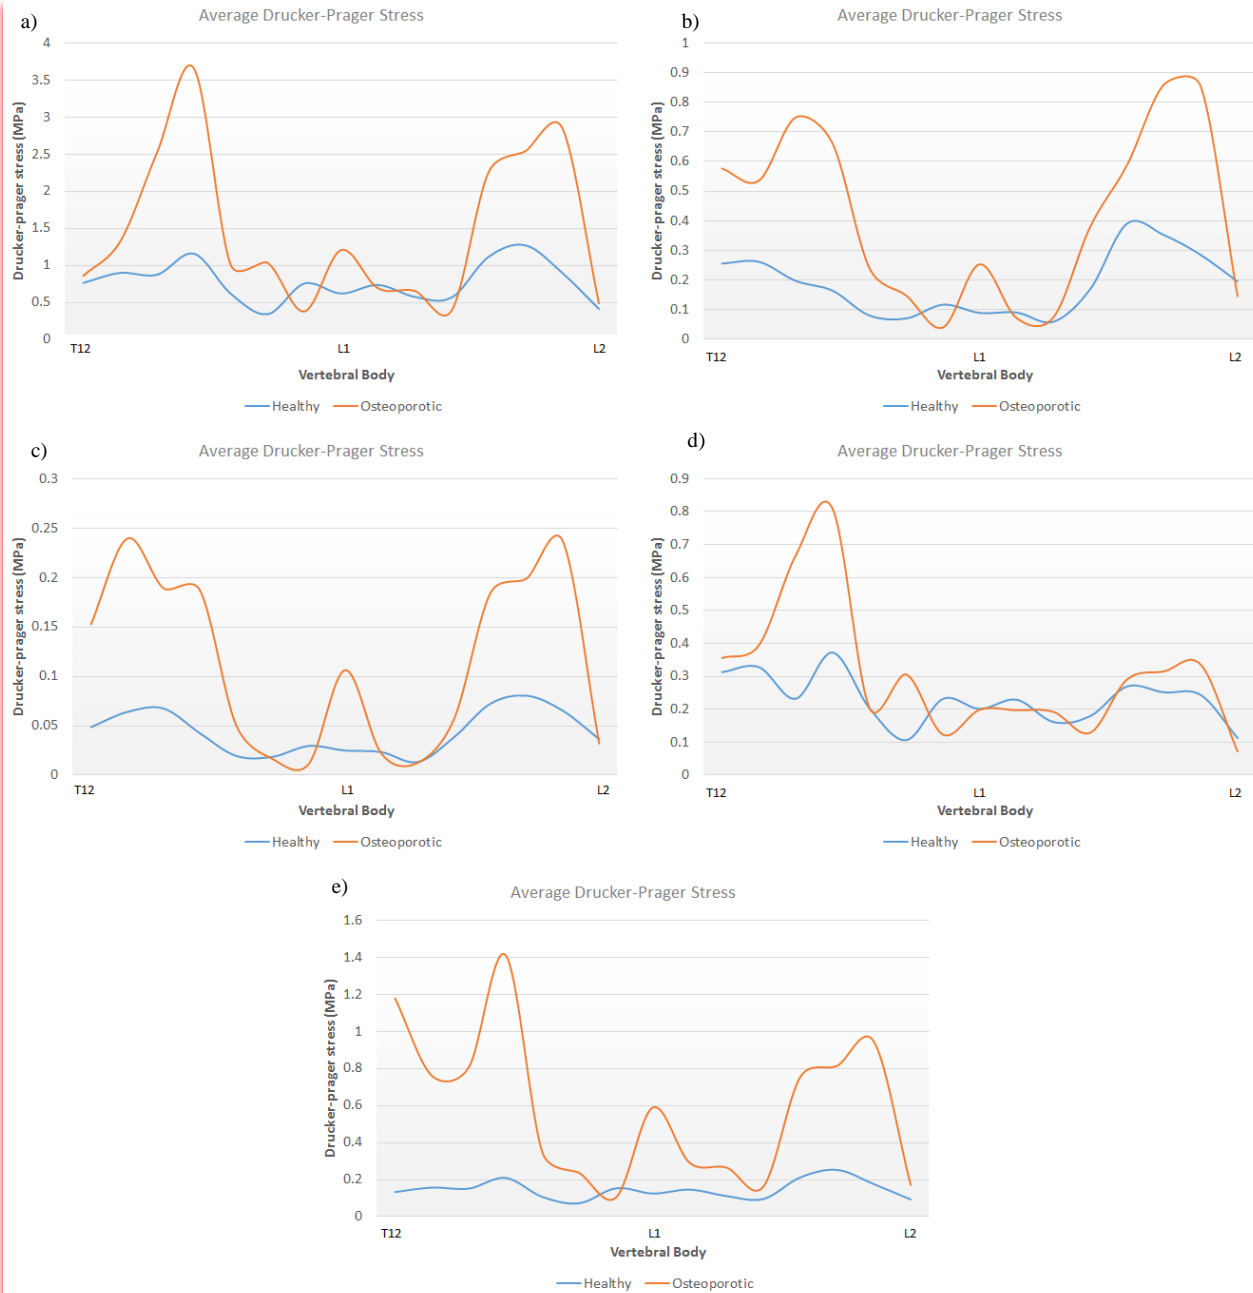 a)
Average Drucker-Prager Stress
Drucker-prager stress (MPa)
4
3.5
3
2.5
2
1.5
1
0.5
0
T12 L1 L2
Vertebral Body
Healthy Osteoporotic
b)
Average Drucker-Prager Stress
Drucker-prager stress (MPa)
1
0.9
0.8
0.7
0.6
0.5
0.4
0.3
0.2
0.1
0
T12 L1 L2
Vertebral Body
Healthy Osteoporotic
c)
Average Drucker-Prager Stress
Drucker-prager stress (MPa)
0.3
0.25
0.2
0.15
0.1
0.05
0
T12 L1 L2
Vertebral Body
Healthy Osteoporotic
d)
Average Drucker-Prager Stress
Drucker-prager stress (MPa)
0.9
0.8
0.7
0.6
0.5
0.4
0.3
0.2
0.1
0
T12 L1 L2
Vertebral Body
Healthy Osteoporotic
e)
Average Drucker-Prager Stress
Drucker-prager stress (MPa)
1.6
1.4
1.2
1
0.8
0.6
0.4
0.2
0
T12 L1 L2
Vertebral Body
Healthy Osteoporotic